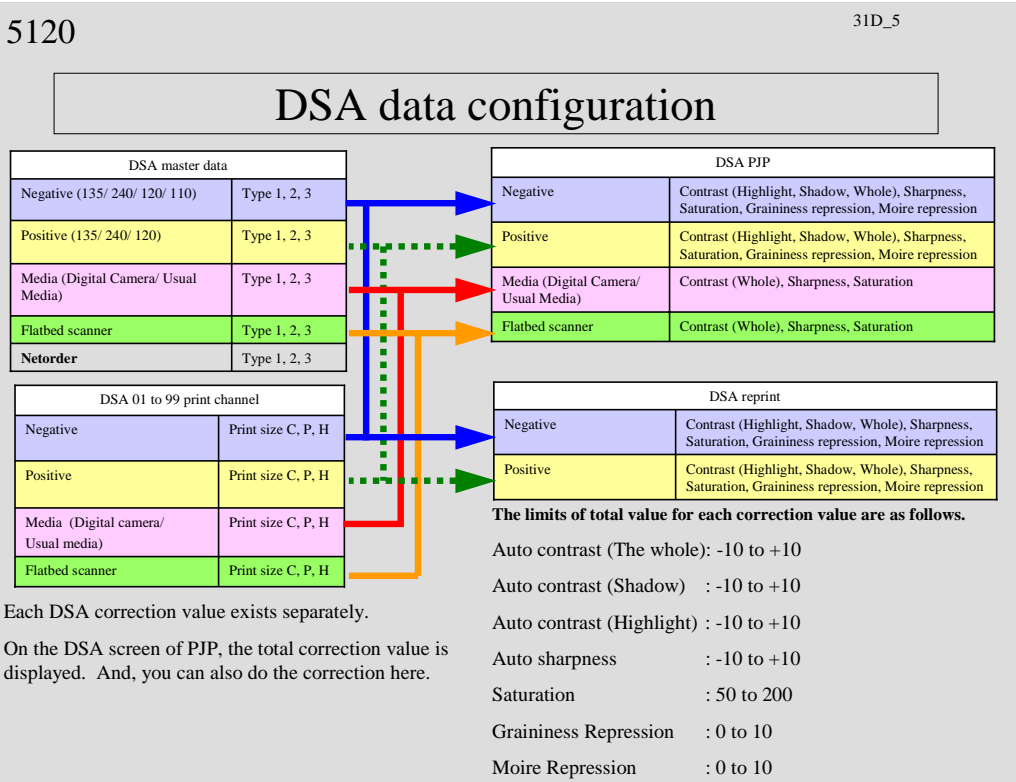 5120
31D_5
DSA data configuration
DSA master data
Negative (135/ 240/ 120/ 110) Type 1, 2, 3
Positive (135/ 240/ 120) Type 1, 2, 3
Media (Digital Camera/ Usual Type 1, 2, 3
Media)
Flatbed scanner Type 1, 2, 3
Netorder Type 1, 2, 3
DSA 01 to 99 print channel
Negative Print size C, P, H
Positive Print size C, P, H
Media (Digital camera/ Print size C, P, H
Usual media)
Flatbed scanner Print size C, P, H
Each DSA correction value exists separately.
On the DSA screen of PJP, the total correction value is
displayed. And, you can also do the correction here.
DSA PJP
Negative Contrast (Highlight, Shadow, Whole), Sharpness,
Saturation, Graininess repression, Moire repression
Positive Contrast (Highlight, Shadow, Whole), Sharpness,
Saturation, Graininess repression, Moire repression
Media (Digital Camera/ Contrast (Whole), Sharpness, Saturation
Usual Media)
Flatbed scanner Contrast (Whole), Sharpness, Saturation
DSA reprint
Negative Contrast (Highlight, Shadow, Whole), Sharpness,
Saturation, Graininess repression, Moire repression
Positive Contrast (Highlight, Shadow, Whole), Sharpness,
Saturation, Graininess repression, Moire repression
The limits of total value for each correction value are as follows.
Auto contrast (The whole): -10 to +10
Auto contrast (Shadow) : -10 to +10
Auto contrast (Highlight) : -10 to +10
Auto sharpness : -10 to +10
Saturation : 50 to 200
Graininess Repression : 0 to 10
Moire Repression : 0 to 10